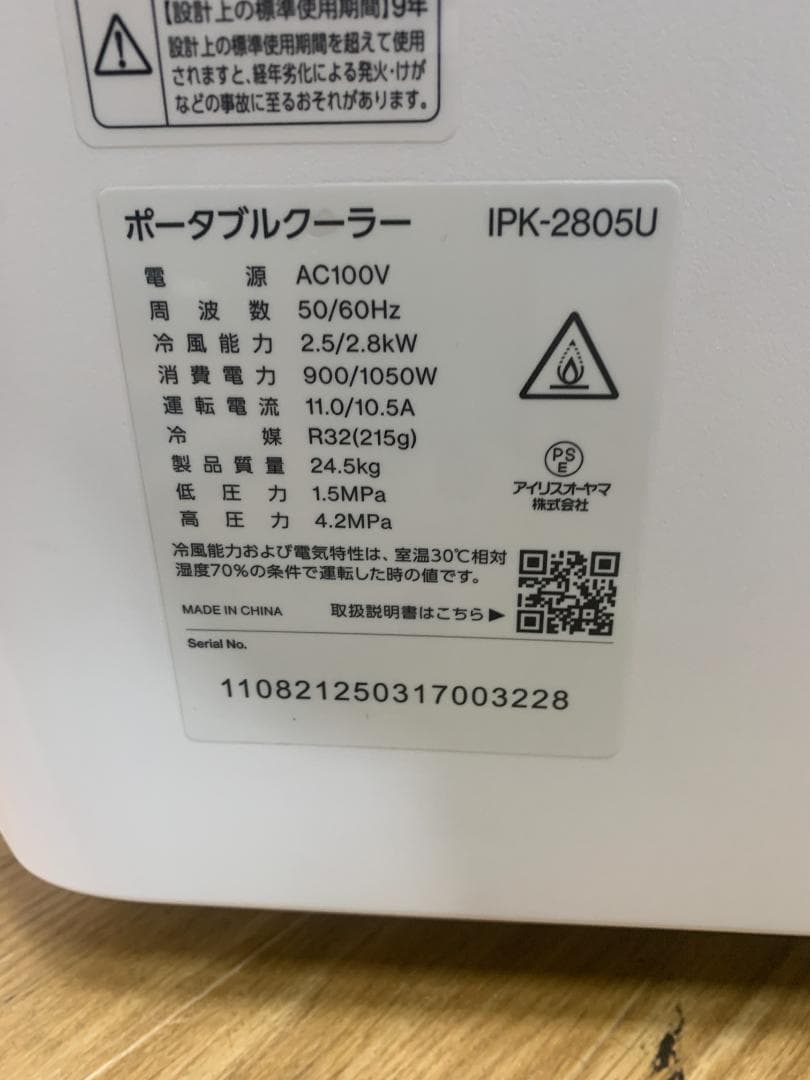 【設計上の標準使用期間】9年
設計上の標準使用期間を超えて使用
されますと、経年劣化による発火・けが
などの事故に至るおそれがあります。
ポータブルクーラー IPK-2805U
電源 AC100V
周波数 50/60Hz
冷風能力 2.5/2.8kW
消費電力 900/1050W
運転電流 11.0/10.5A
冷媒 R32(215g)
製品質量 24.5kg
低圧力 1.5MPa
高圧力 4.2MPa
PS
E
アイリスオーヤマ
株式会社
冷風能力および電気特性は、室温30℃相対
湿度70%の条件で運転した時の値です。
MADE IN CHINA 取扱説明書はこちら▶
Serial No.
110821250317003228